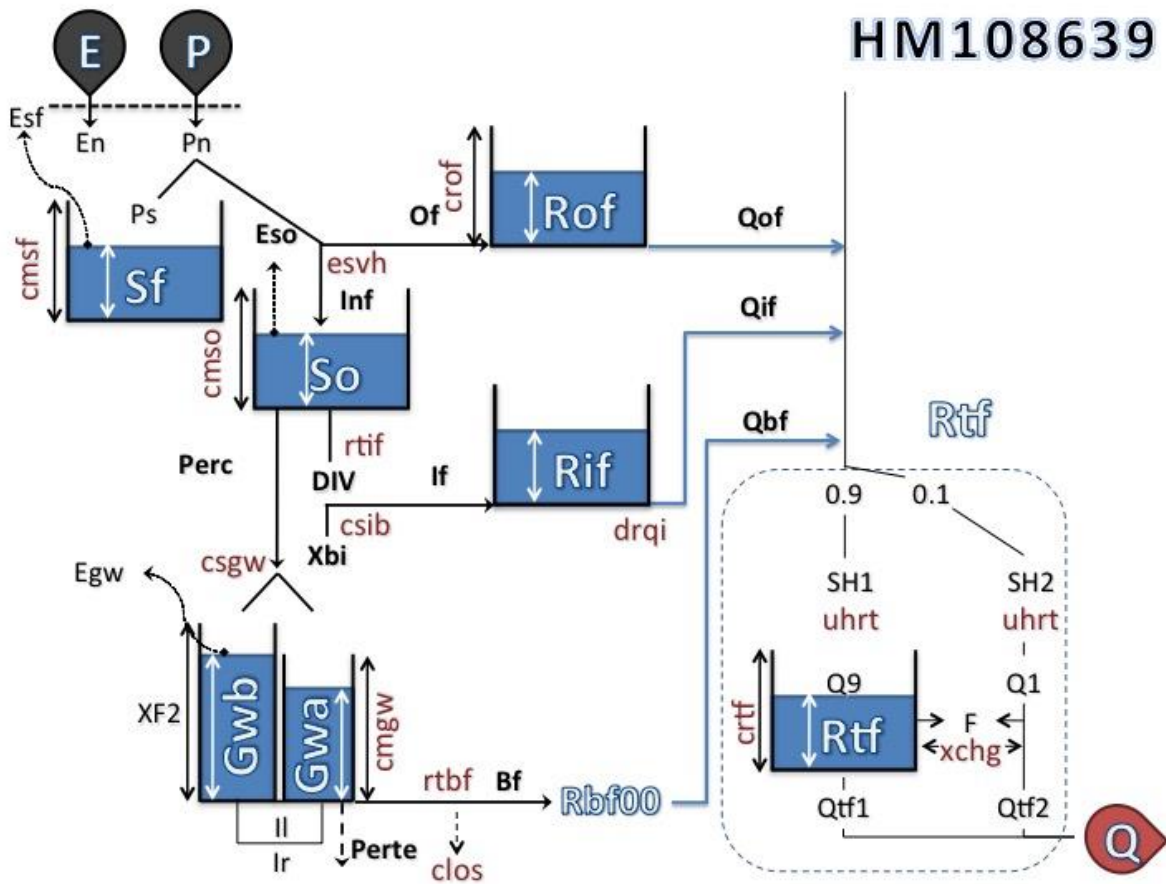 HM108639
E
P
Esf
En
Pn
Ps
cmsf
Sf
Eso
Of
esvh
Inf
crof
Rof
Qof
cmso
So
Qif
rtif
Perc
DIV
If
Rif
Qbf
Rtf
csib
Xbi
drqi
0.9
0.1
csgw
Egw
SH1
SH2
uhrt
uhrt
XF2
Gwb
Gwa
cmgw
crtf
Q9
Q1
Rtf
F
xchg
rtbf
Bf
Rbf00
Qtf1
Qtf2
Il
Ir
Perte
clos
Q